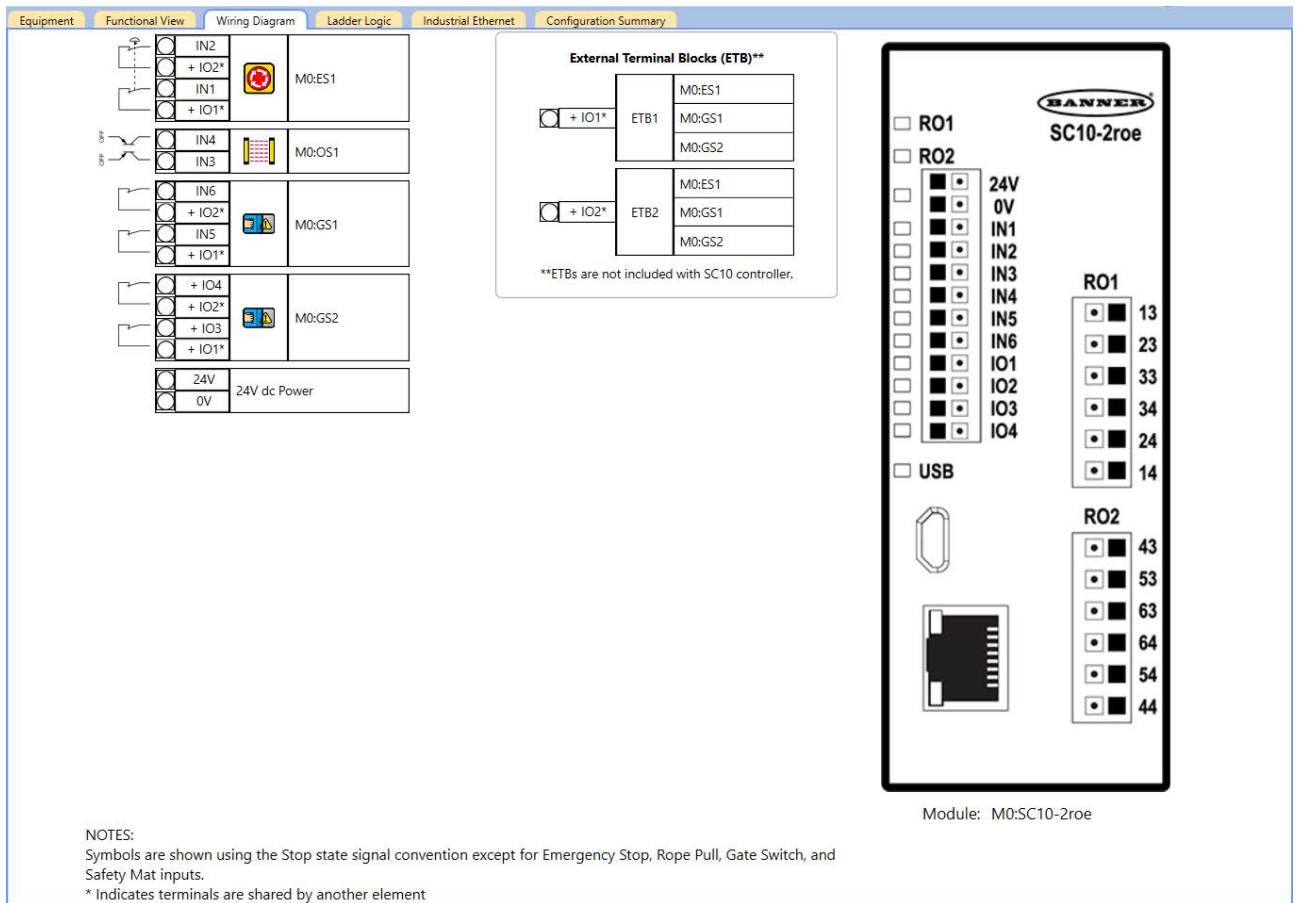 Equipment
Functional View
Wiring Diagram
Ladder Logic
Industrial Ethernet
Configuration Summary
IN2
+ IO2*
IN1
+ IO1*
M0:ES1
OFF
OFF
IN4
IN3
M0:OS1
IN6
+ IO2*
IN5
+ IO1*
M0:GS1
+ IO4
+ IO2*
+ IO3
+ IO1*
M0:GS2
24V
0V
24V dc Power
External Terminal Blocks (ETB)**
+ IO1*
ETB1
M0:ES1
M0:GS1
M0:GS2
+ IO2*
ETB2
M0:ES1
M0:GS1
M0:GS2
**ETBs are not included with SC10 controller.
BANNER
SC10-2roe
RO1
RO2
24V
0V
IN1
IN2
IN3
IN4
IN5
IN6
IO1
IO2
IO3
IO4
USB
RO1
13
23
33
34
24
14
RO2
43
53
63
64
54
44
Module: M0:SC10-2roe
NOTES:
Symbols are shown using the Stop state signal convention except for Emergency Stop, Rope Pull, Gate Switch, and
Safety Mat inputs.
* Indicates terminals are shared by another element